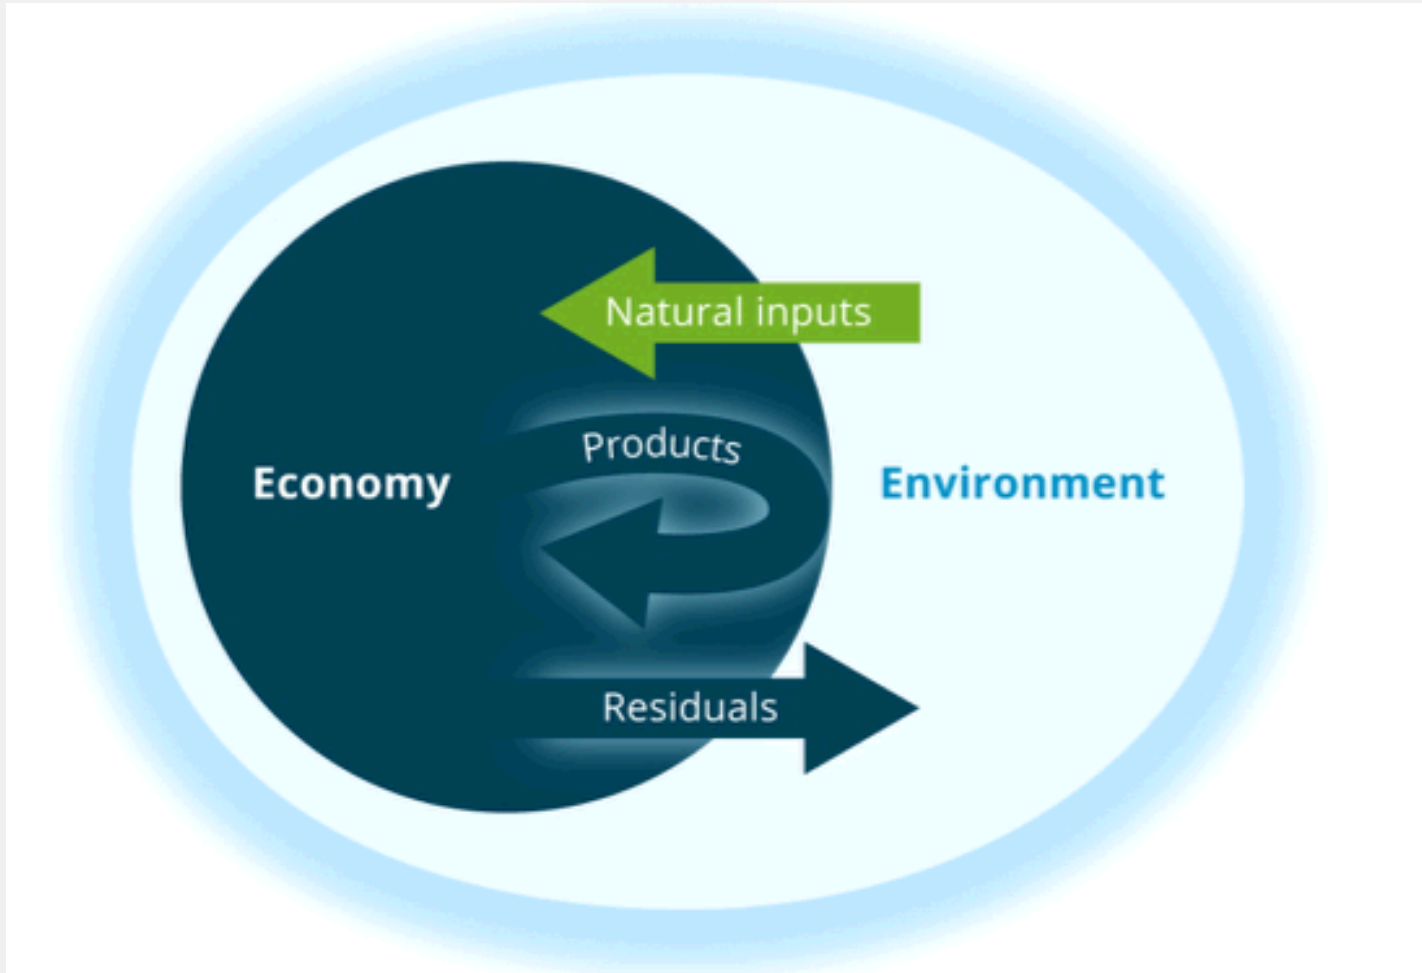 Natural inputs
Products
Economy
Environment
Residuals